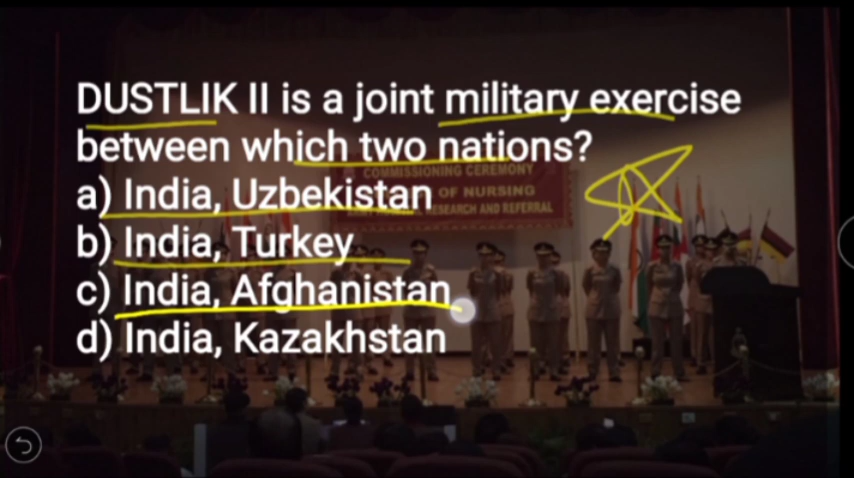 DUSTLIK II is a joint military exercise
between which two nations?
COMMISSIONING CEREMONY
a) India, Uzbekistan
OF NURSING
RESEARCH AND REFERRAL
b) India, Turkey
c) India, Afghanistan
d) India, Kazakhstan